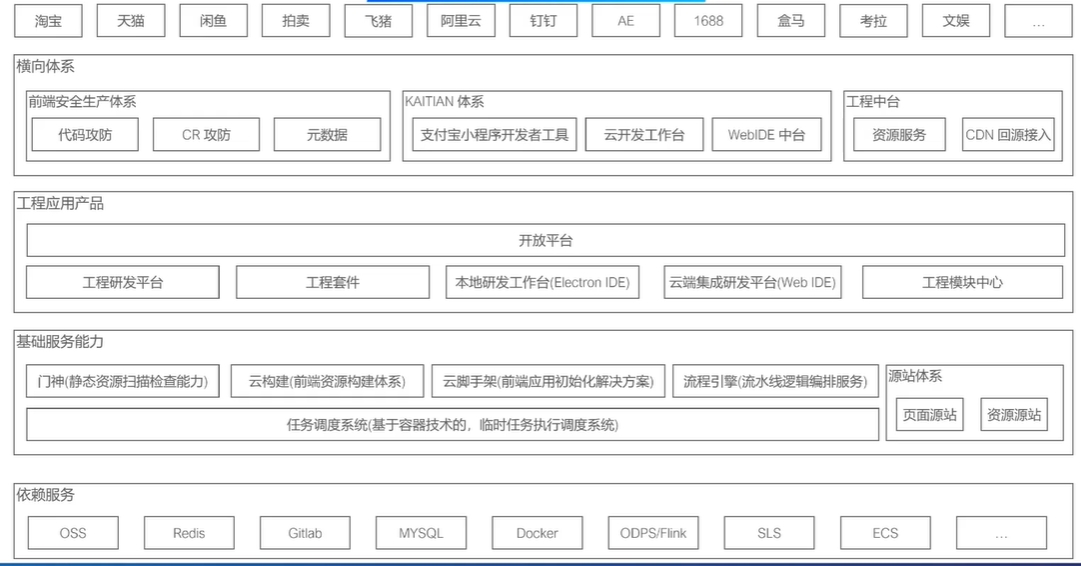 淘宝 天猫 闲鱼 拍卖 飞猪 阿里云 钉钉 AE 1688 盒马 考拉 文娱 ...
横向体系
前端安全生产体系 KAITIAN 体系 工程中台
代码攻防 CR 攻防 元数据 支付宝小程序开发者工具 云开发工作台 WebIDE 中台 资源服务 CDN 回源接入
工程应用产品
开放平台
工程研发平台 工程套件 本地研发工作台(Electron IDE) 云端集成研发平台(Web IDE) 工程模块中心
基础服务能力
门神(静态资源扫描检查能力) 云构建(前端资源构建体系) 云脚手架(前端应用初始化解决方案) 流程引擎(流水线逻辑编排服务) 源站体系
页面源站 资源源站
任务调度系统(基于容器技术的，临时任务执行调度系统)
依赖服务
OSS Redis Gitlab MYSQL Docker ODPS/Flink SLS ECS ...